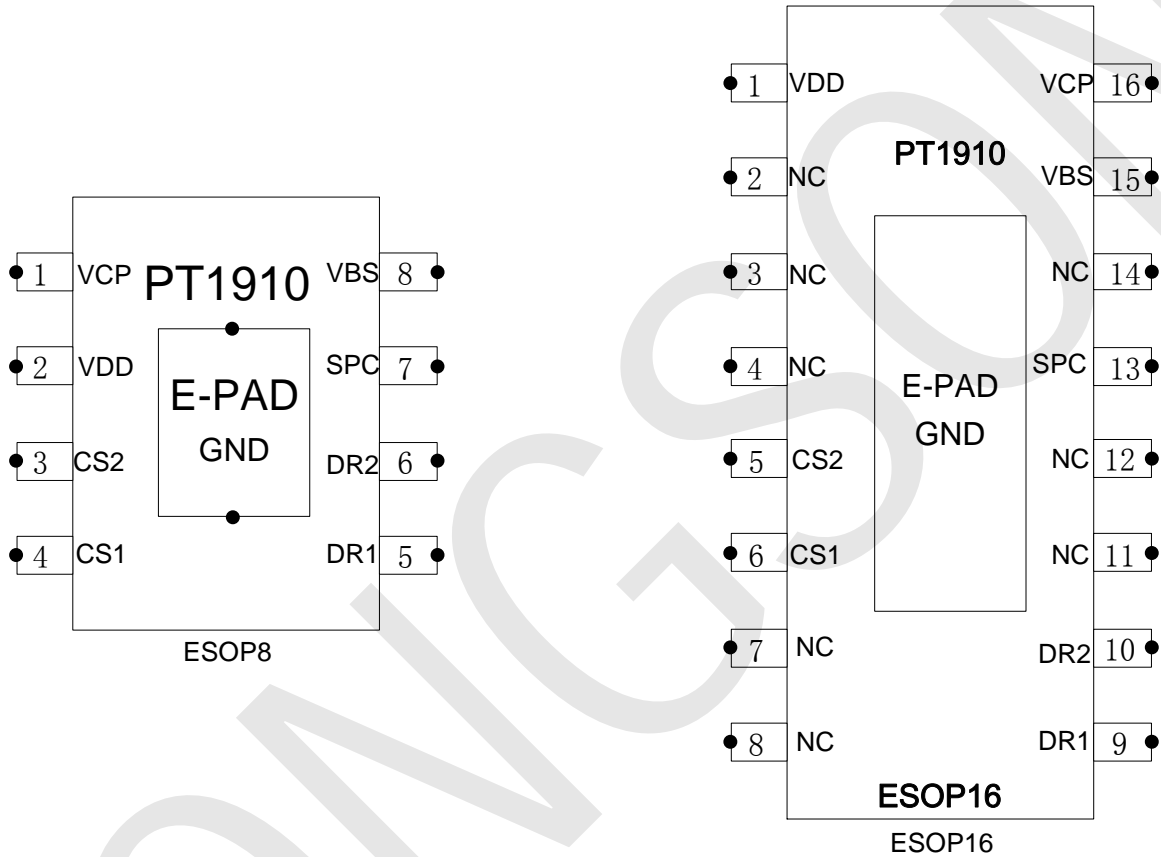 1 VCP PT1910 VBS 8
2 VDD SPC 7
E-PAD
GND
3 CS2 DR2 6
4 CS1 DR1 5
ESOP8
1 VDD VCP 16
PT1910
2 NC VBS 15
3 NC NC 14
4 NC SPC 13
E-PAD
GND
5 CS2 NC 12
6 CS1 NC 11
7 NC DR2 10
8 NC DR1 9
ESOP16
ESOP16